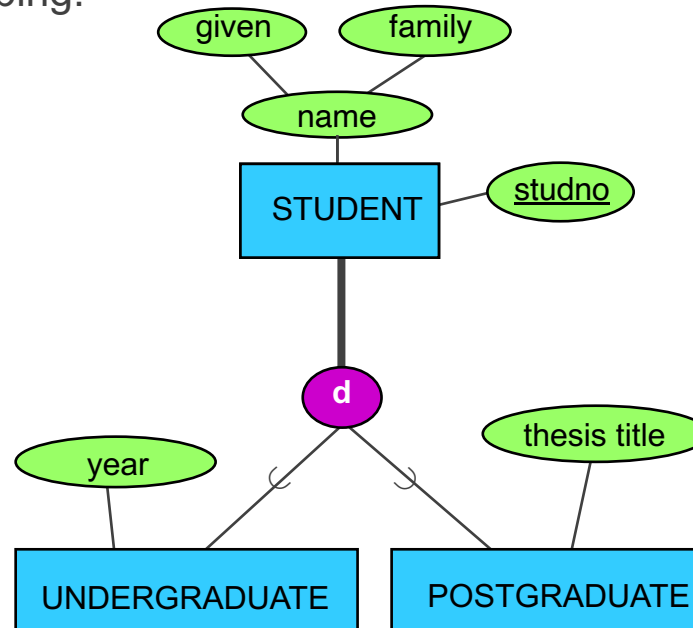 given
family
name
STUDENT
studno
d
thesis title
year
UNDERGRADUATE
POSTGRADUATE